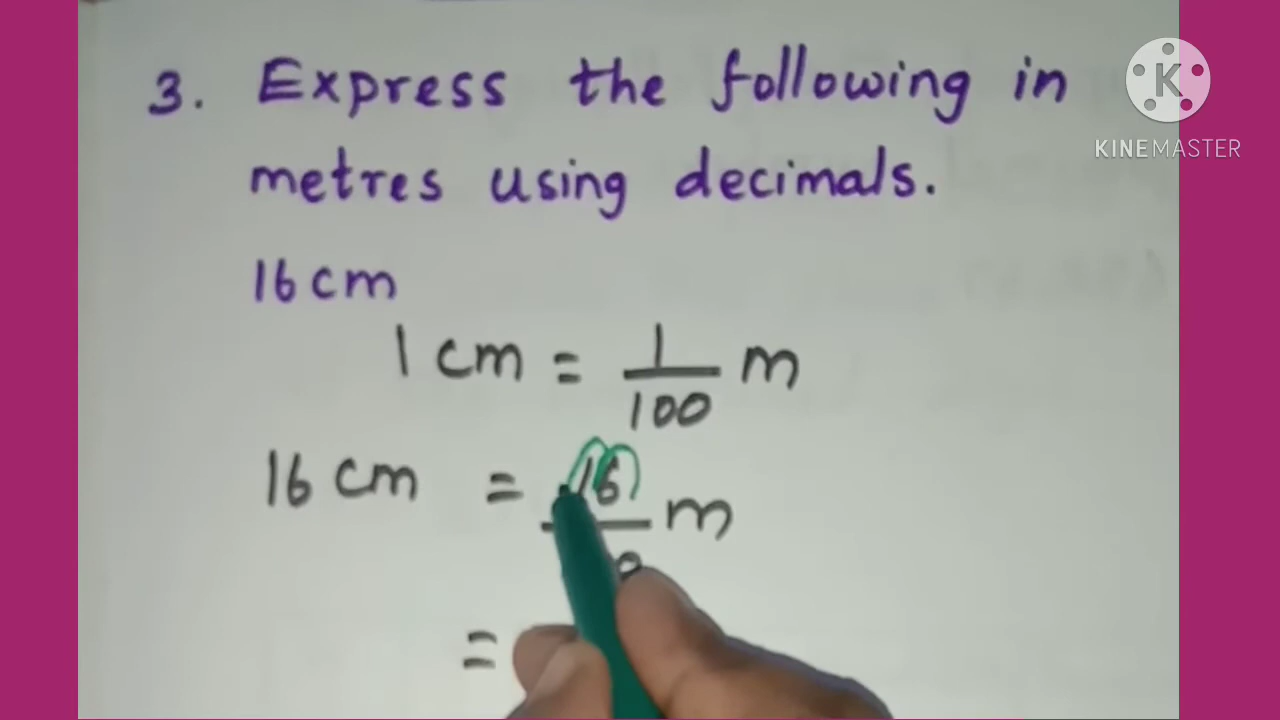 3. Express the following in
metres using decimals.
16 cm
1 cm = 1/100 m
16 cm = 16/ m
=
KINEMASTER